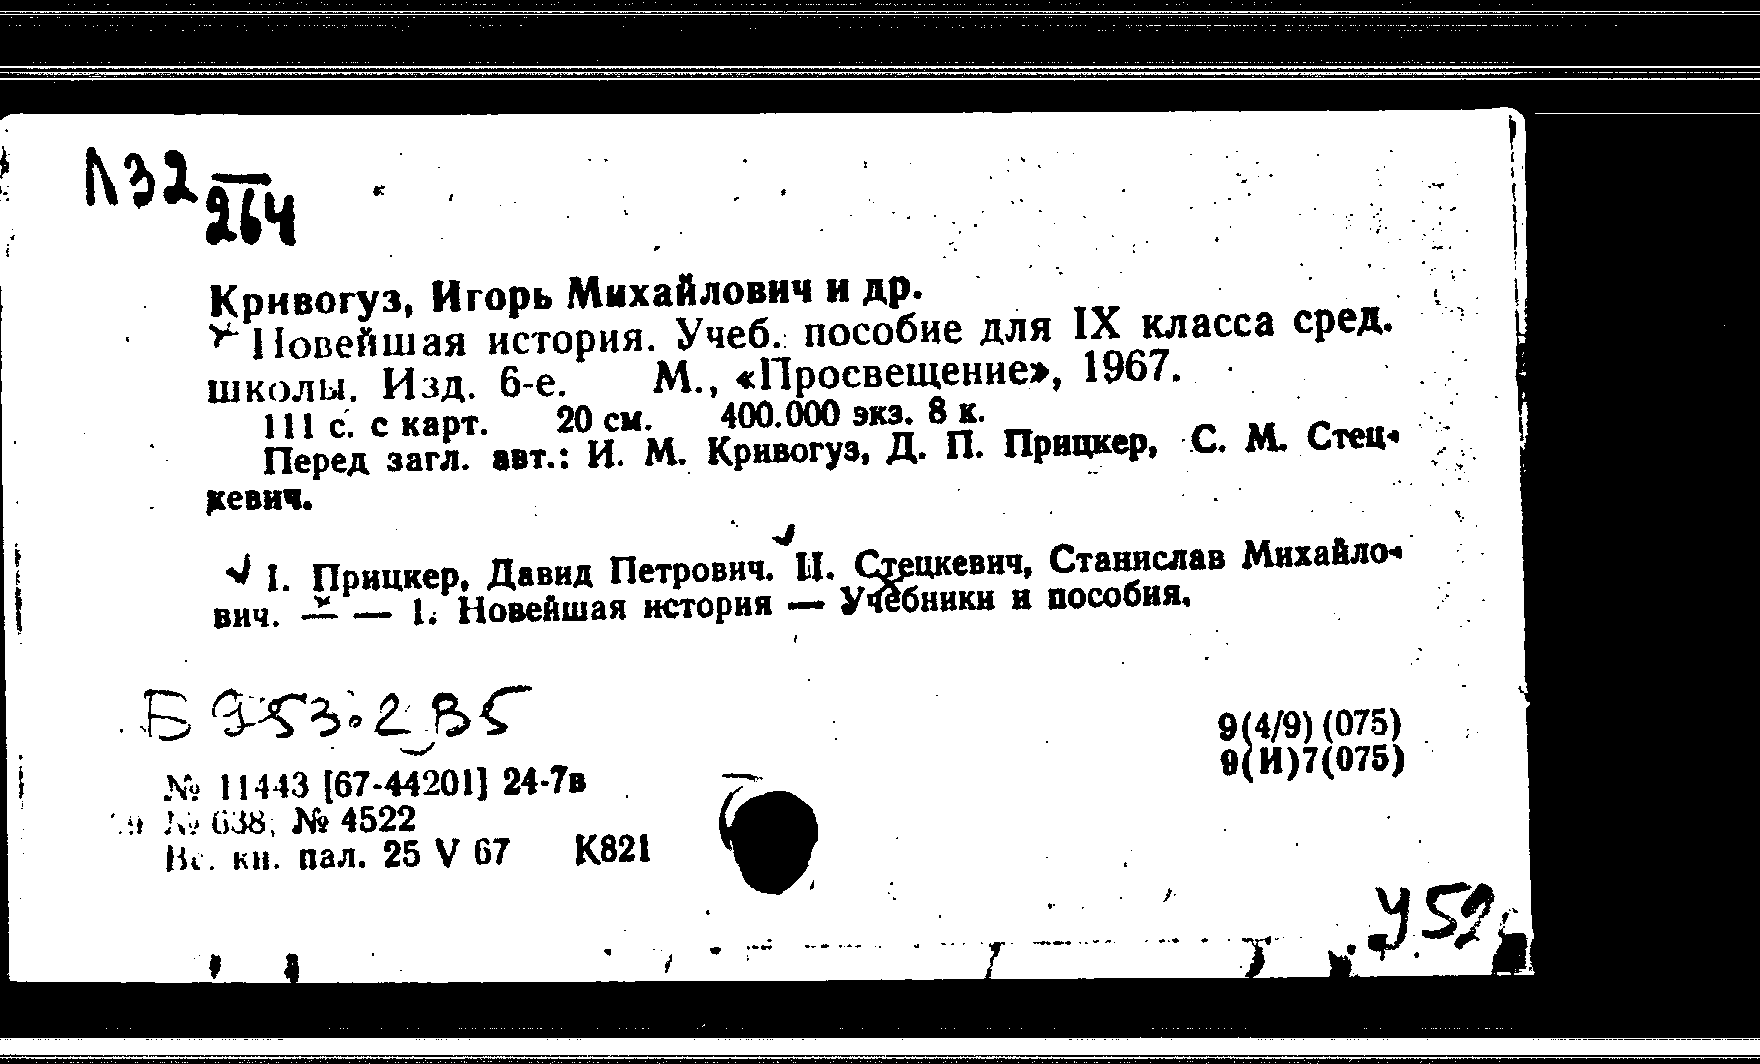 Л32
264
Кривогуз, Игорь Михайлович и др.
Новейшая история. Учеб. пособие для IX класса сред.
школы. Изд. 6-е. М., «Просвещение», 1967.
111 с. с карт. 20 см. 400.000 экз. 8 к.
Перед загл. авт.: И. М. Кривогуз, Д. П. Прицкер, С. М. Стец-
кевич.
I. Прицкер, Давид Петрович. II. Стецкевич, Станислав Михайло-
вич. — — 1. Новейшая история — Учебники и пособия.
Б 953.2 В5
9(4/9) (075)
9(И)7(075)
№ 11443 [67-44201] 24-7в
№ 638; № 4522
Вс. кн. пал. 25 V 67 К821
У52